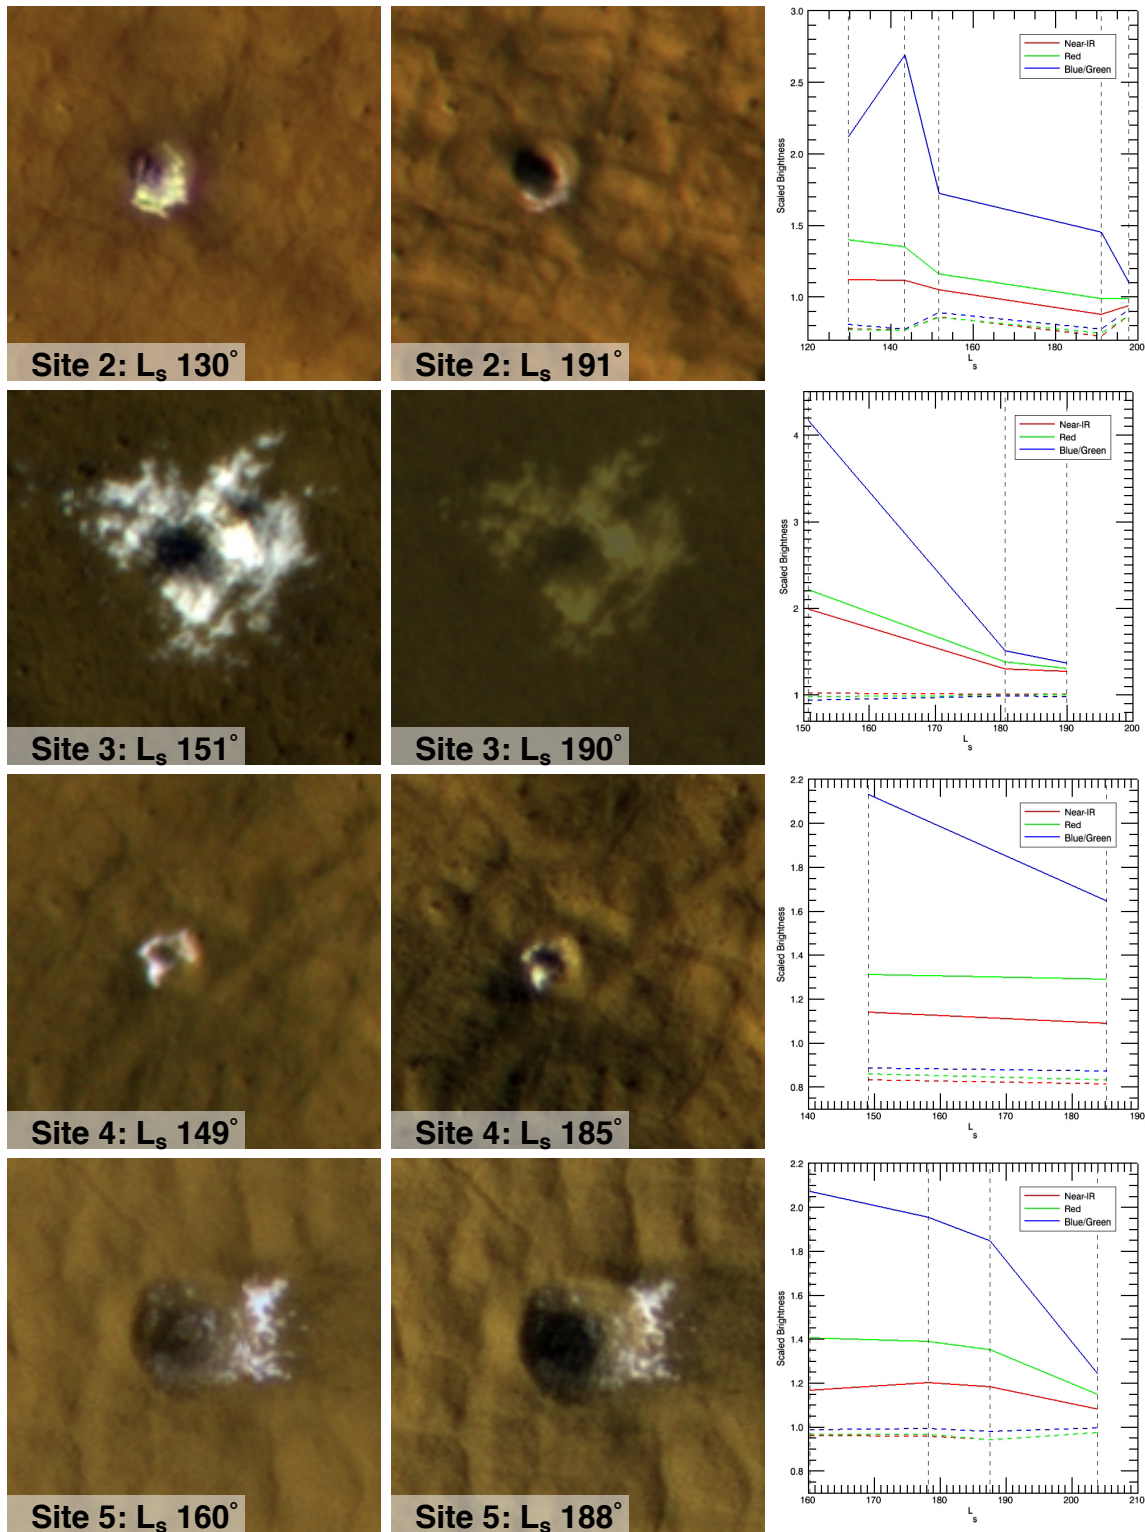 Site 2: Ls 130°
Site 2: Ls 191°
3.0
2.5
2.0
1.5
1.0
Scaled Brightness
Near-IR
Red
Blue/Green
120 140 160 180 200
Ls
Site 3: Ls 151°
Site 3: Ls 190°
4
3
2
1
Scaled Brightness
Near-IR
Red
Blue/Green
150 160 170 180 190 200
Ls
Site 4: Ls 149°
Site 4: Ls 185°
2.2
2.0
1.8
1.6
1.4
1.2
1.0
0.8
Scaled Brightness
Near-IR
Red
Blue/Green
140 150 160 170 180 190
Ls
Site 5: Ls 160°
Site 5: Ls 188°
2.2
2.0
1.8
1.6
1.4
1.2
1.0
0.8
Scaled Brightness
Near-IR
Red
Blue/Green
160 170 180 190 200 210
Ls